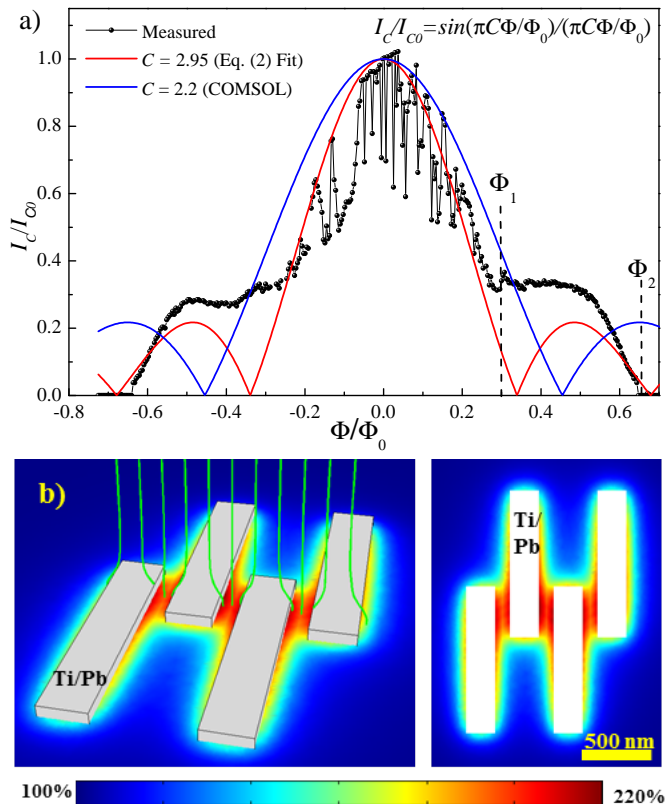 a)
Measured
C = 2.95 (Eq. (2) Fit)
C = 2.2 (COMSOL)
I_C/I_C0=sin(πCΦ/Φ_0)/(πCΦ/Φ_0)
Φ_1
Φ_2
I_C/I_C0
1.0
0.8
0.6
0.4
0.2
0.0
-0.8 -0.6 -0.4 -0.2 0.0 0.2 0.4 0.6
Φ/Φ_0
b)
Ti/Pb
Ti/
Pb
500 nm
100% 220%